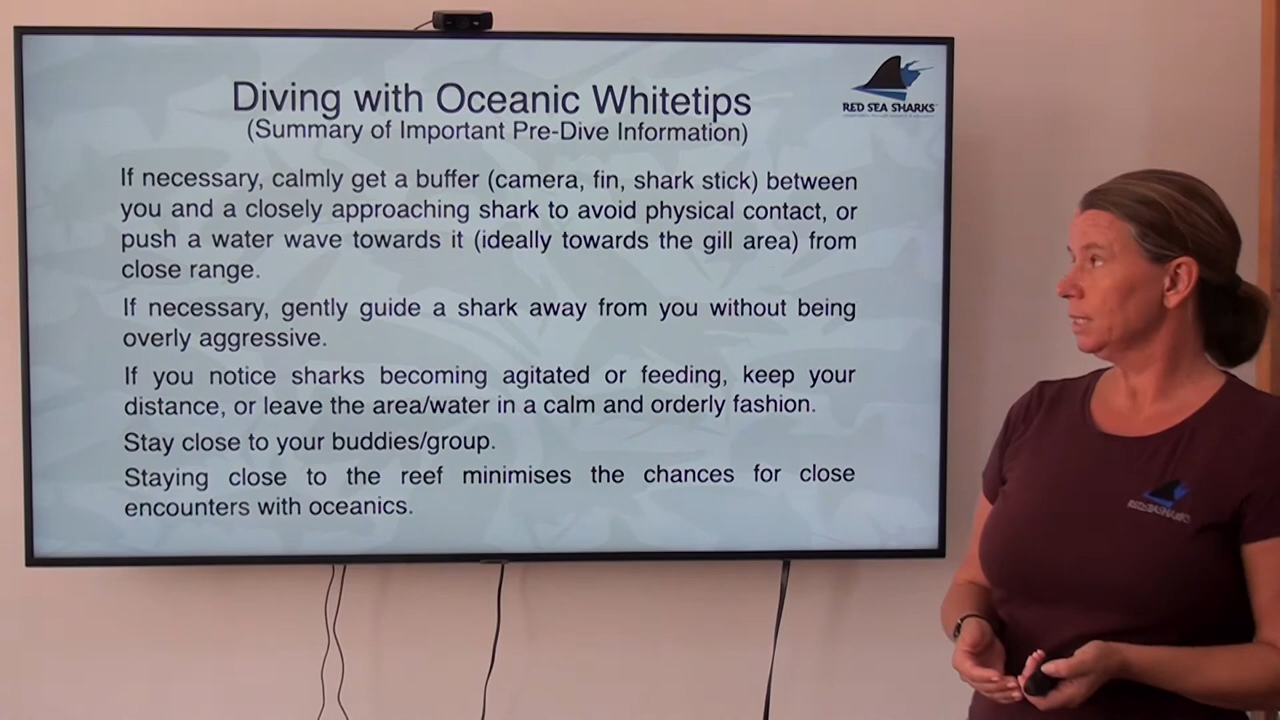 Diving with Oceanic Whitetips
(Summary of Important Pre-Dive Information)
RED SEA SHARKS
If necessary, calmly get a buffer (camera, fin, shark stick) between
you and a closely approaching shark to avoid physical contact, or
push a water wave towards it (ideally towards the gill area) from
close range.
If necessary, gently guide a shark away from you without being
overly aggressive.
If you notice sharks becoming agitated or feeding, keep your
distance, or leave the area/water in a calm and orderly fashion.
Stay close to your buddies/group.
Staying close to the reef minimises the chances for close
encounters with oceanics.
RED SEA SHARKS